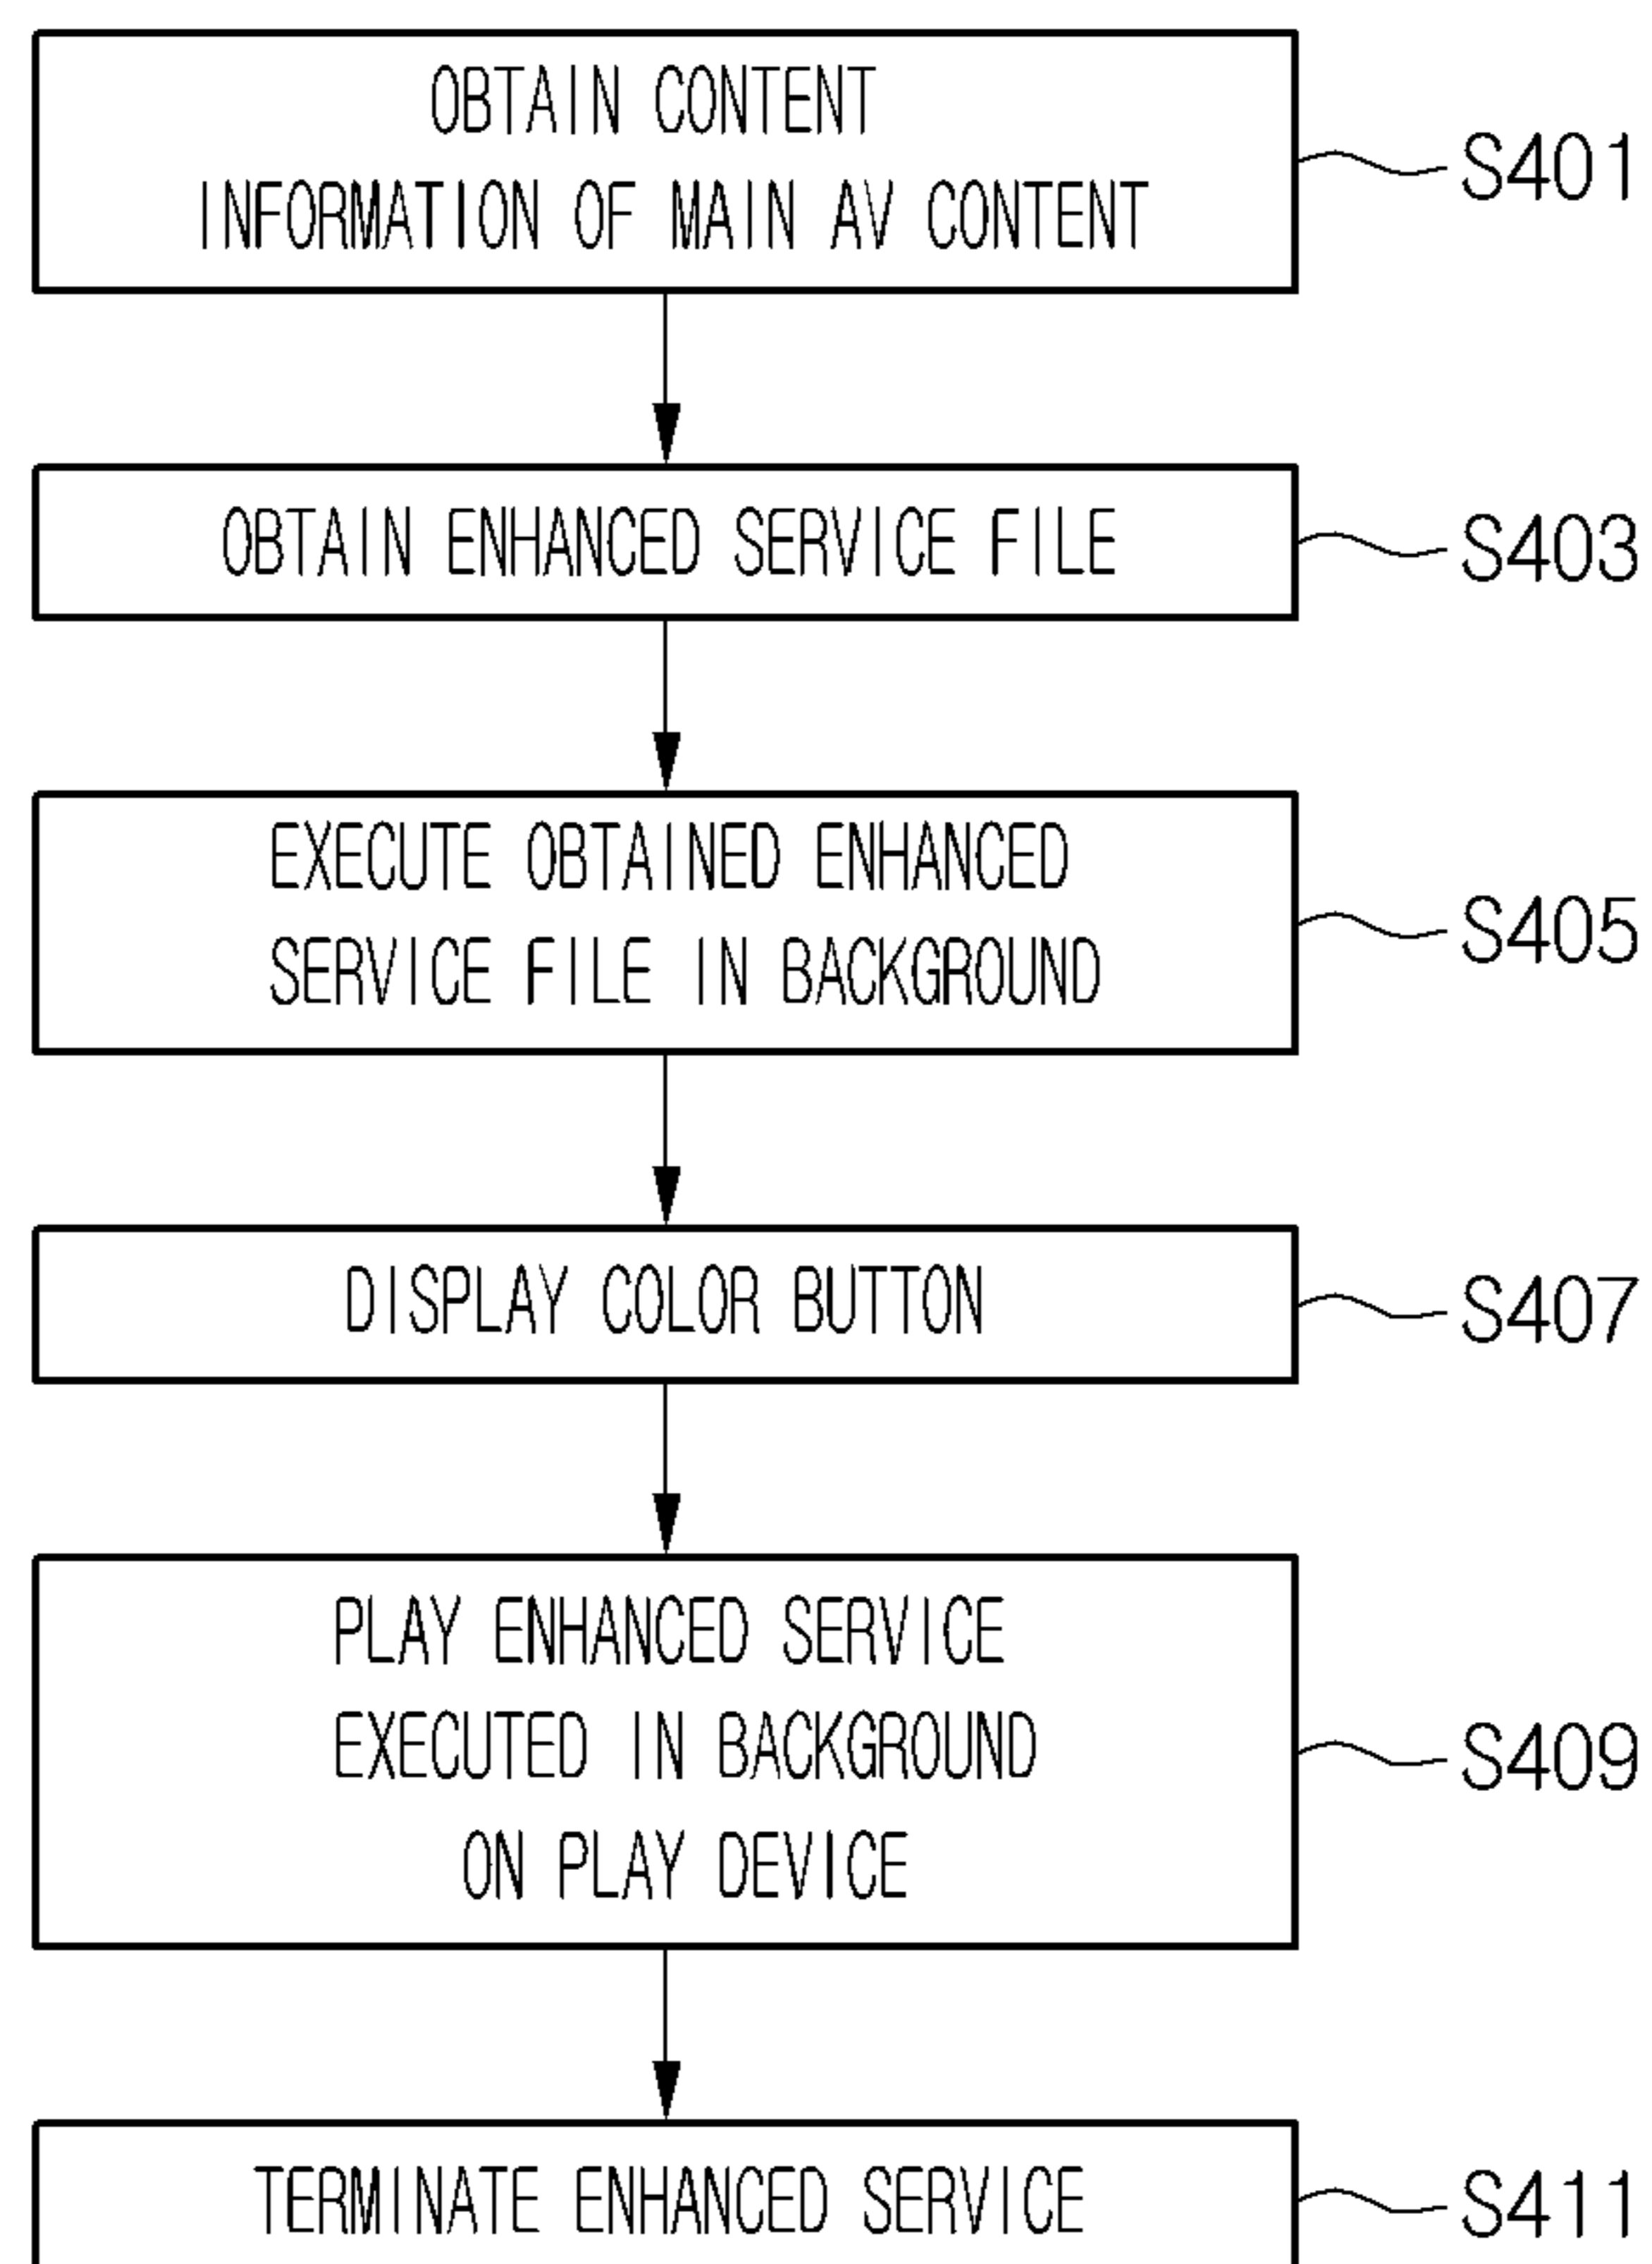 OBTAIN CONTENT
INFORMATION OF MAIN AV CONTENT
S401
OBTAIN ENHANCED SERVICE FILE
S403
EXECUTE OBTAINED ENHANCED
SERVICE FILE IN BACKGROUND
S405
DISPLAY COLOR BUTTON
S407
PLAY ENHANCED SERVICE
EXECUTED IN BACKGROUND
ON PLAY DEVICE
S409
TERMINATE ENHANCED SERVICE
S411